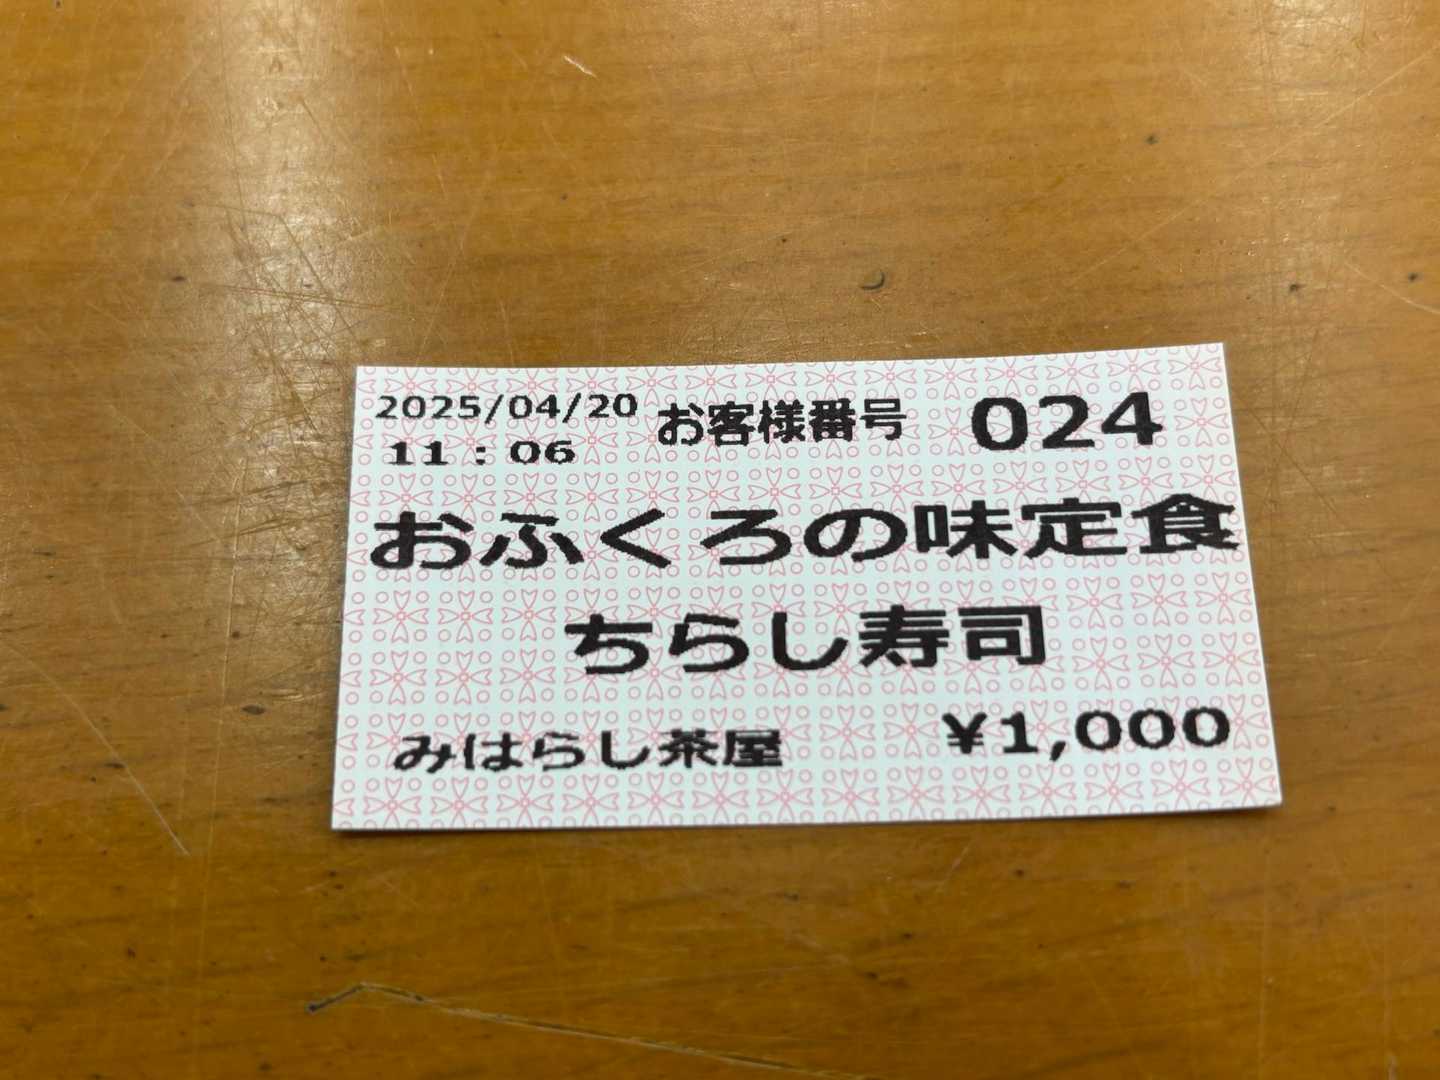 2025/04/20 お客様番号 024
11：06
おふくろの味定食
ちらし寿司
みはらし茶屋 ¥1,000